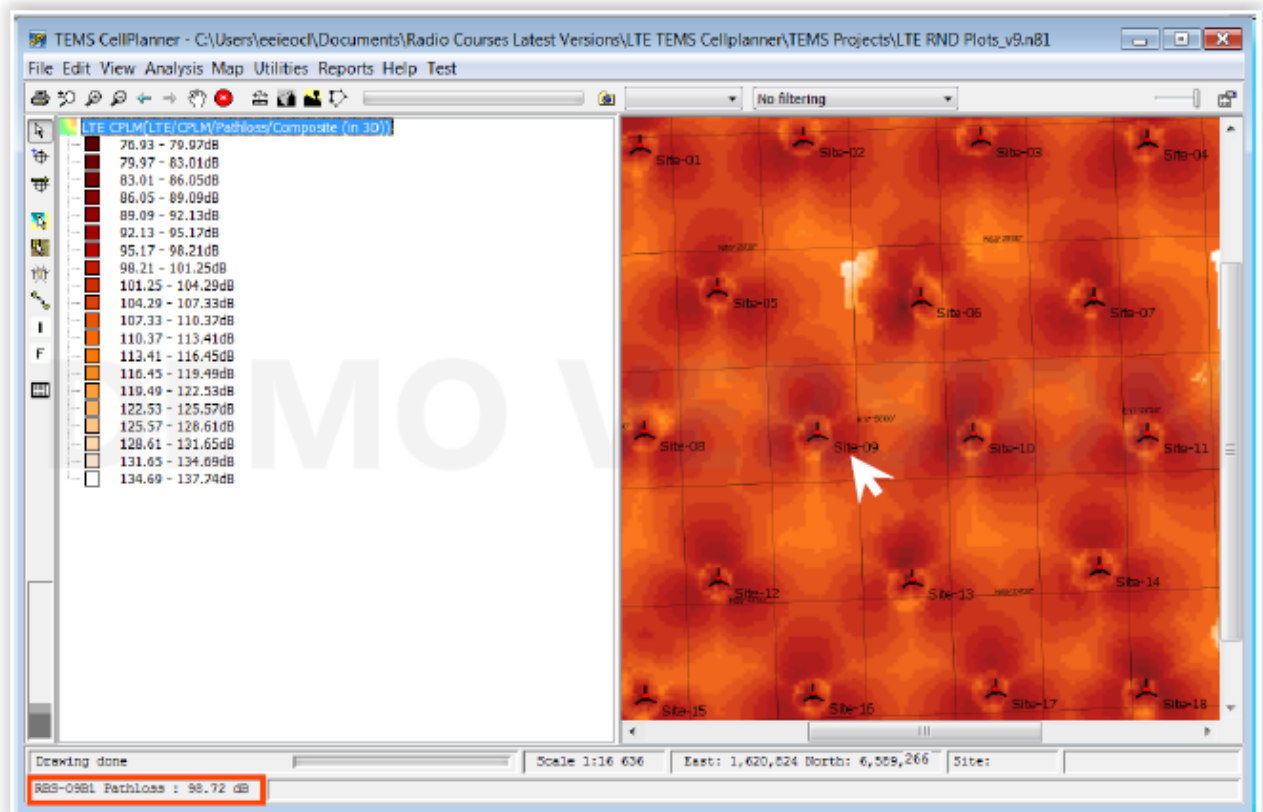 TEMS CellPlanner - C:\Users\eeieocl\Documents\Radio Courses Latest Versions\LTE TEMS Cellplanner\TEMS Projects\LTE RND Plots_v9.n81
File Edit View Analysis Map Utilities Reports Help Test
No filtering
LTE CPLM(LTE/CPLM/Pathloss/Composite (in 3D))
76.93 - 79.97dB
79.97 - 83.01dB
83.01 - 86.05dB
86.05 - 89.09dB
89.09 - 92.13dB
92.13 - 95.17dB
95.17 - 98.21dB
98.21 - 101.25dB
101.25 - 104.29dB
104.29 - 107.33dB
107.33 - 110.37dB
110.37 - 113.41dB
113.41 - 116.45dB
116.45 - 119.49dB
119.49 - 122.53dB
122.53 - 125.57dB
125.57 - 128.61dB
128.61 - 131.65dB
131.65 - 134.69dB
134.69 - 137.74dB
I
F
DEMO V
Site-01 Site-02 Site-03 Site-04
Site-05 Site-06 Site-07
Site-08 Site-09 Site-10 Site-11
Site-12 Site-13 Site-14
Site-15 Site-16 Site-17 Site-18
Drawing done Scale 1:16 636 East: 1,620,824 North: 6,589,266 Site:
RBS-09B1 Pathloss : 98.72 dB